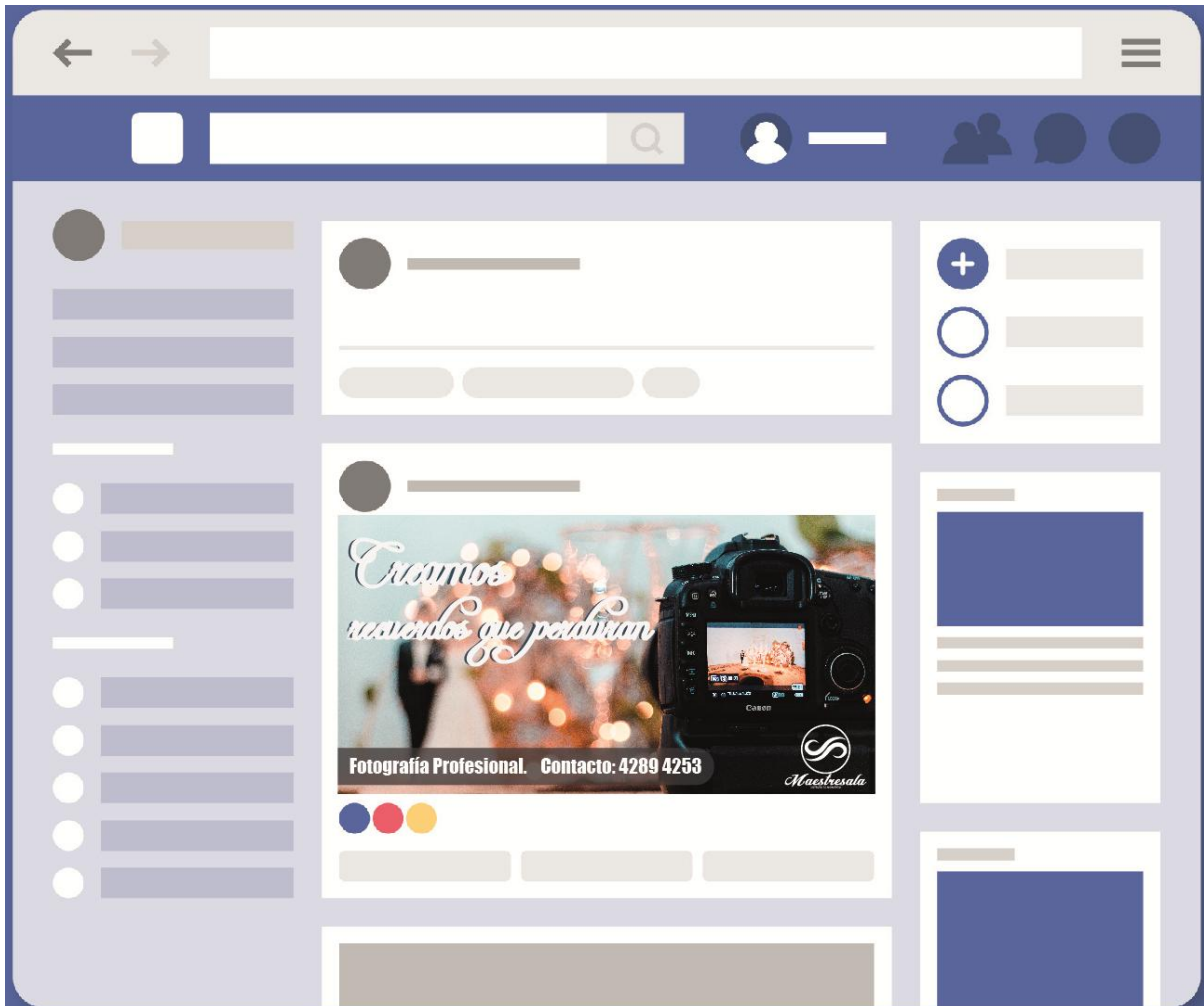 Creamos
recuerdos que perduran
Canon
Fotografía Profesional. Contacto: 4289 4253
Maestresala